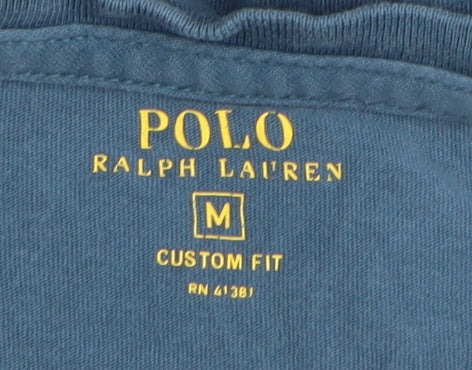 POLO
RALPH LAUREN
M
CUSTOM FIT
RN 41381